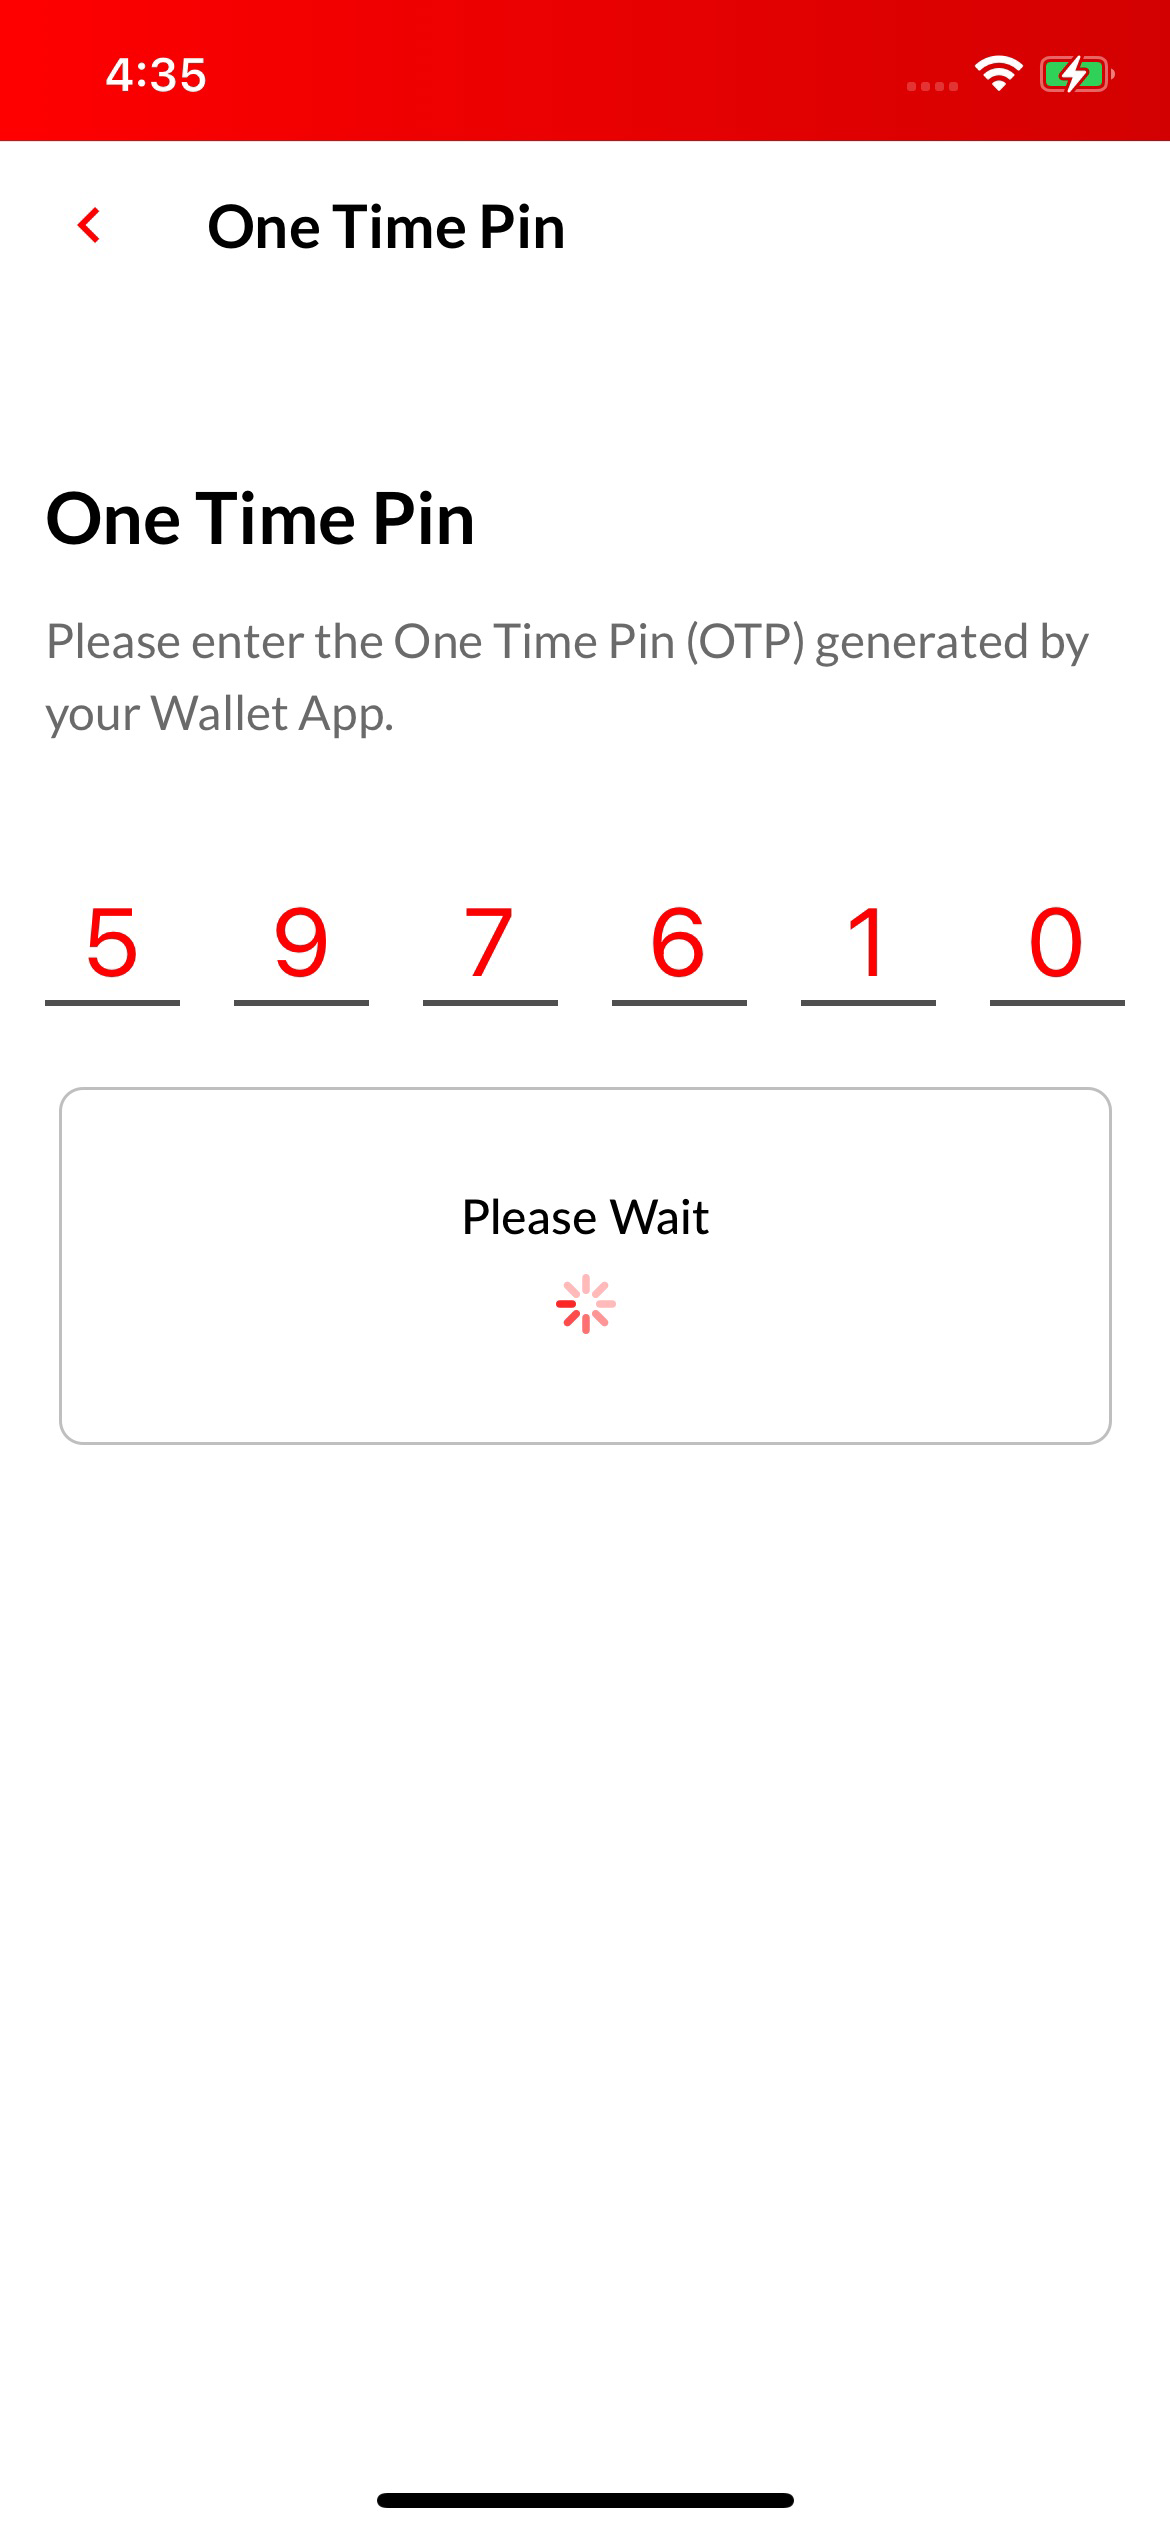 4:35
One Time Pin
One Time Pin
Please enter the One Time Pin (OTP) generated by
your Wallet App.
5 9 7 6 1 0
Please Wait